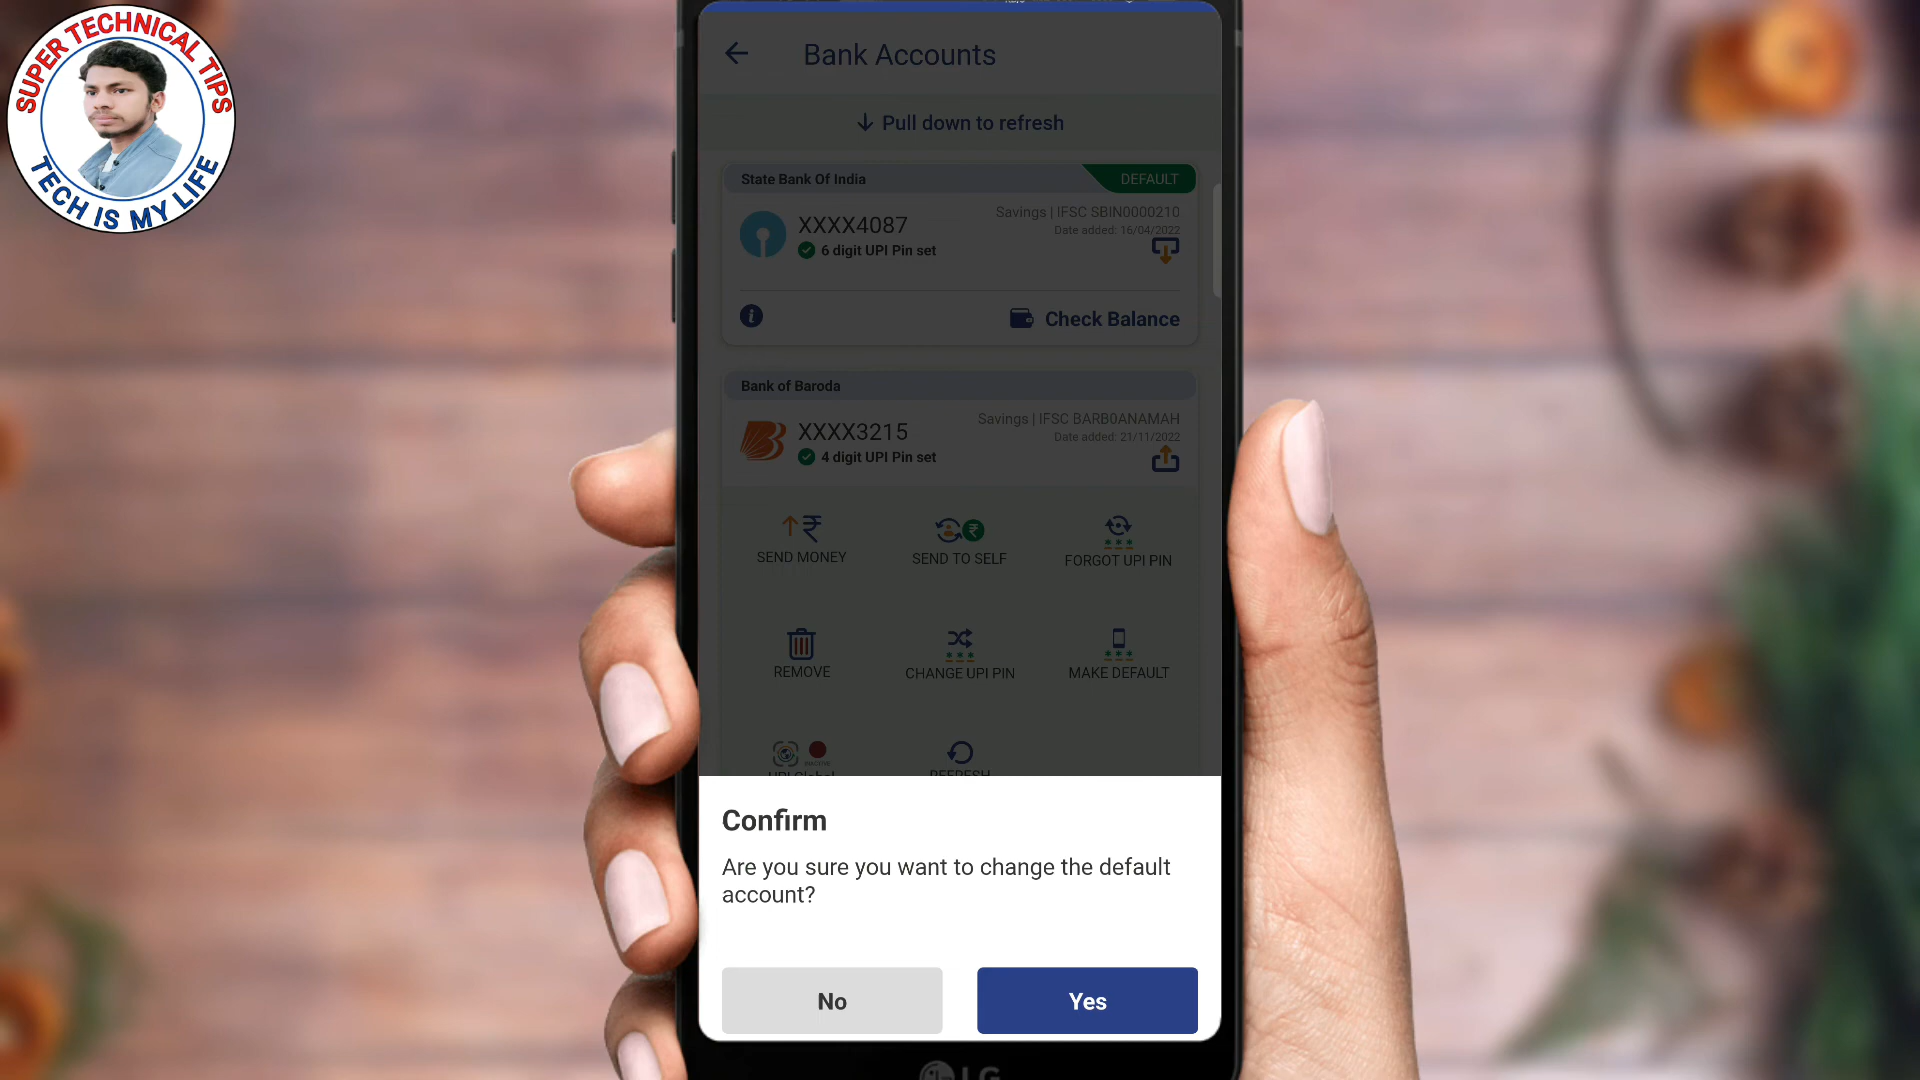 SUPER TECHNICAL TIPS
TECH IS MY LIFE
Bank Accounts
Pull down to refresh
State Bank Of India
DEFAULT
XXXX4087
Savings | IFSC SBIN0000210
Date added: 16/04/2022
6 digit UPI Pin set
Check Balance
Bank of Baroda
XXXX3215
Savings | IFSC BARB0ANAMAH
Date added: 21/11/2022
4 digit UPI Pin set
SEND MONEY
SEND TO SELF
FORGOT UPI PIN
REMOVE
CHANGE UPI PIN
MAKE DEFAULT
INACTIVE
UPI Global
REFRESH
Confirm
Are you sure you want to change the default
account?
No
Yes
LG